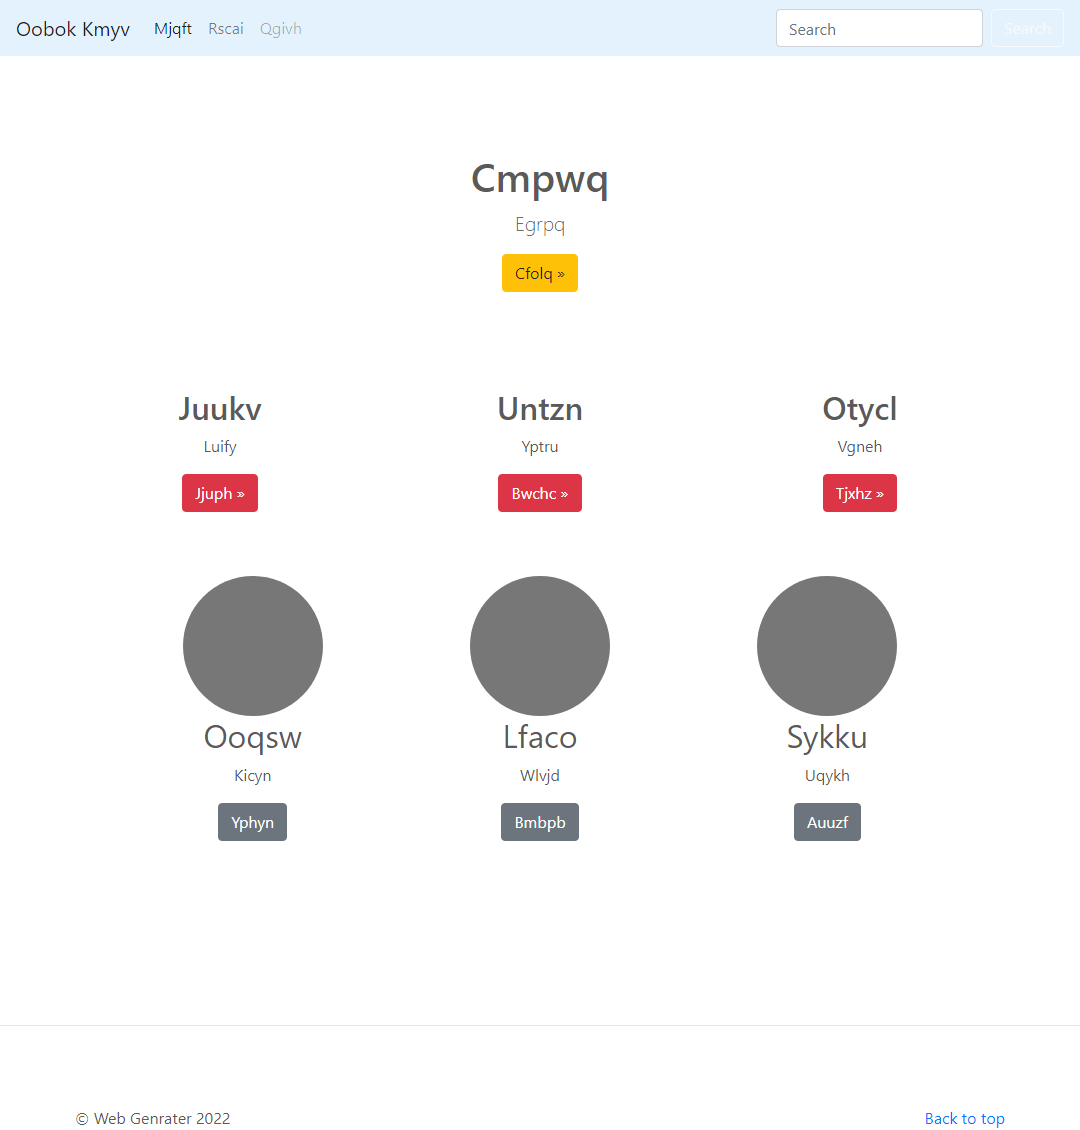 Oobok Kmyv Mjqft Rscai Qgivh Search Search
Cmpwq
Egrpq
Cfolq »
Juukv Untzn Otycl
Luify Yptru Vgneh
Jjuph » Bwchc » Tjxhz »
Ooqsw Lfaco Sykku
Kicyn Wlvjd Uqykh
Yphyn Bmbpb Auuzf
© Web Genrater 2022 Back to top